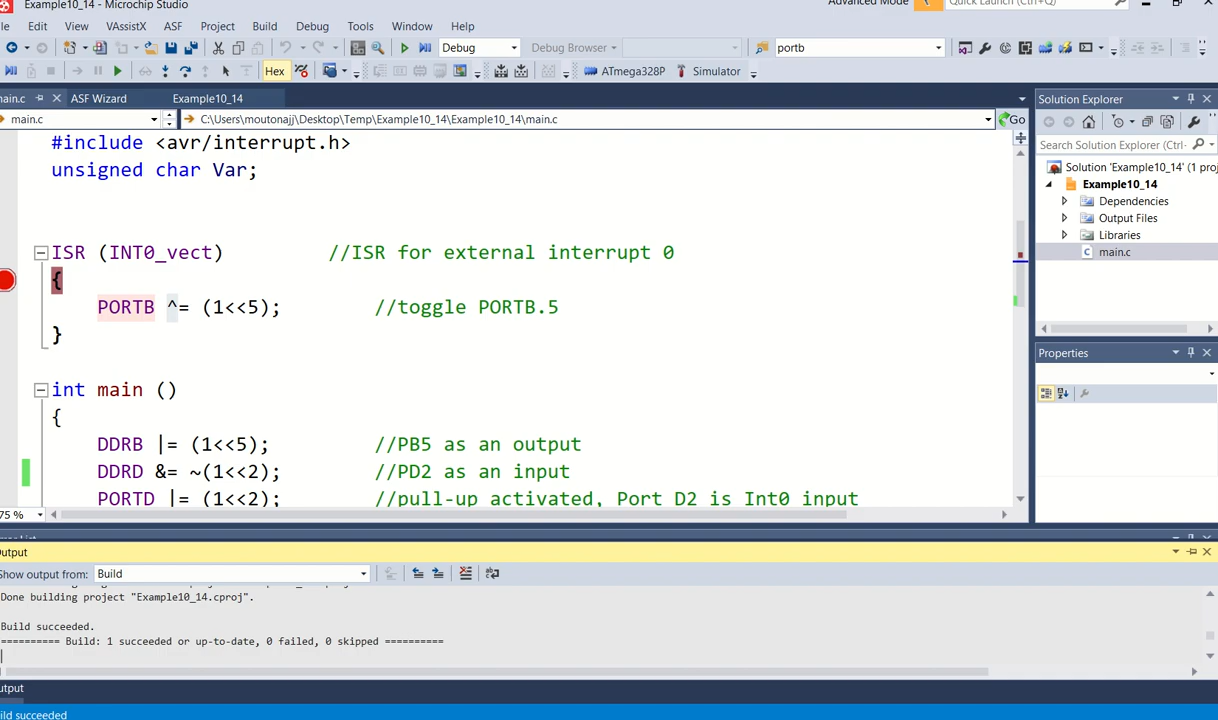 Example10_14 - Microchip Studio
Advanced Mode
Quick Launch (Ctrl+Q)
le Edit View VAssistX ASF Project Build Debug Tools Window Help
Debug Debug Browser portb
Hex ATmega328P Simulator
ain.c ASF Wizard Example10_14
main.c C:\Users\moutonajj\Desktop\Temp\Example10_14\Example10_14\main.c Go
#include <avr/interrupt.h>
unsigned char Var;
ISR (INT0_vect) //ISR for external interrupt 0
{
PORTB ^= (1<<5); //toggle PORTB.5
}
int main ()
{
DDRB |= (1<<5); //PB5 as an output
DDRD &= ~(1<<2); //PD2 as an input
PORTD |= (1<<2); //pull-up activated, Port D2 is Int0 input
75 %
Solution Explorer
Search Solution Explorer (Ctrl-
Solution 'Example10_14' (1 proj
Example10_14
Dependencies
Output Files
Libraries
main.c
Properties
utput
Show output from: Build
Done building project "Example10_14.cproj".
Build succeeded.
========== Build: 1 succeeded or up-to-date, 0 failed, 0 skipped ==========
utput
ild succeeded